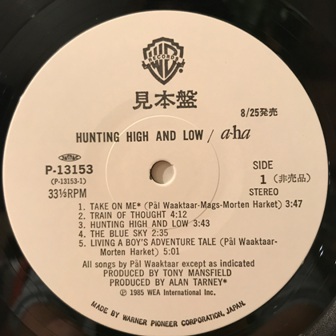 見本盤
8/25発売
HUNTING HIGH AND LOW / a-ha
P-13153
(P-13153-1)
33⅓RPM
SIDE
1 (非売品)
STEREO
1. TAKE ON ME* (Pål Waaktaar-Mags-Morten Harket) 3:47
2. TRAIN OF THOUGHT 4:12
3. HUNTING HIGH AND LOW 3:43
4. THE BLUE SKY 2:35
5. LIVING A BOY'S ADVENTURE TALE (Pål Waaktaar-
Morten Harket) 5:01
All songs by Pål Waaktaar except as indicated
PRODUCED BY TONY MANSFIELD
*PRODUCED BY ALAN TARNEY*
Ⓟ 1985 WEA International Inc.
MADE BY WARNER PIONEER CORPORATION, JAPAN